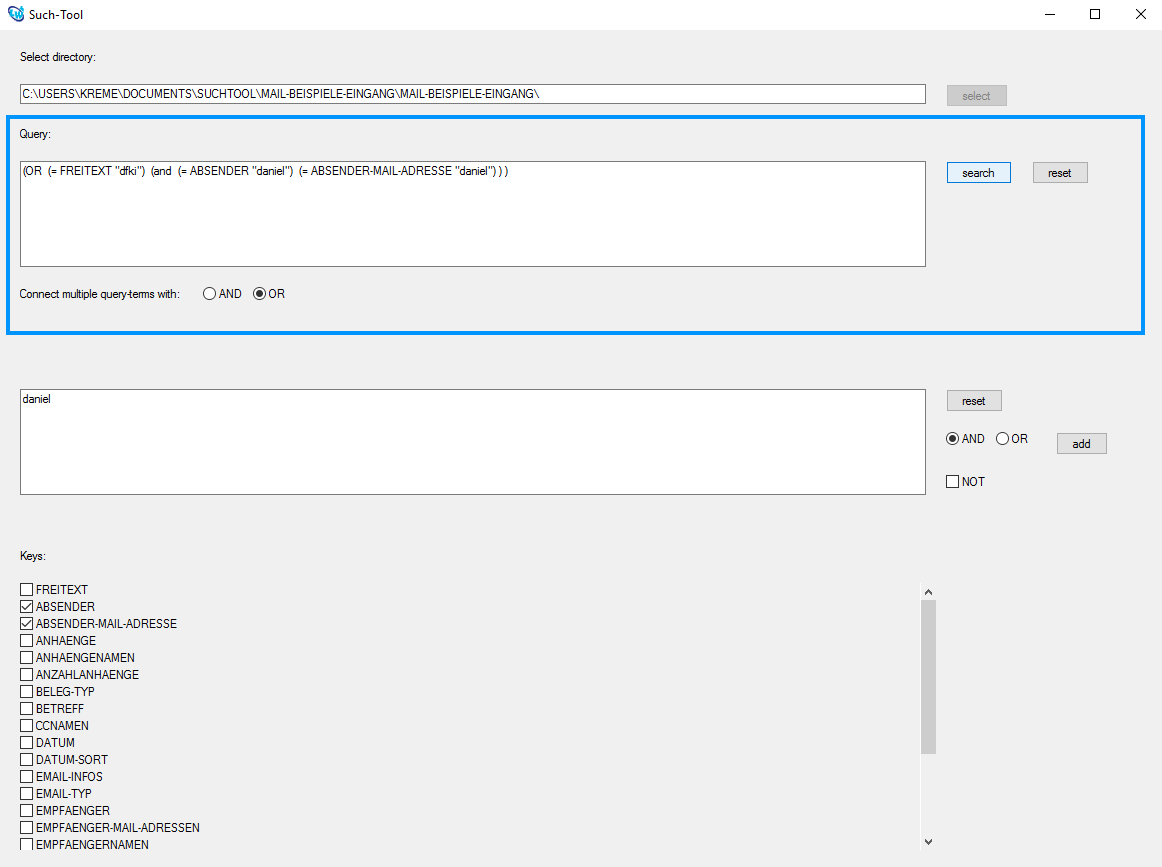 Such-Tool
Select directory:
C:\USERS\KREME\DOCUMENTS\SUCHTOOL\MAIL-BEISPIELE-EINGANG\MAIL-BEISPIELE-EINGANG\
select
Query:
(OR (= FREITEXT "dfki") (and (= ABSENDER "daniel") (= ABSENDER-MAIL-ADRESSE "daniel") ) )
search
reset
Connect multiple query-terms with:
AND
OR
daniel
reset
AND
OR
add
NOT
Keys:
FREITEXT
ABSENDER
ABSENDER-MAIL-ADRESSE
ANHAENGE
ANHAENGENAMEN
ANZAHLANHAENGE
BELEG-TYP
BETREFF
CCNAMEN
DATUM
DATUM-SORT
EMAIL-INFOS
EMAIL-TYP
EMPFAENGER
EMPFAENGER-MAIL-ADRESSEN
EMPFAENGERNAMEN